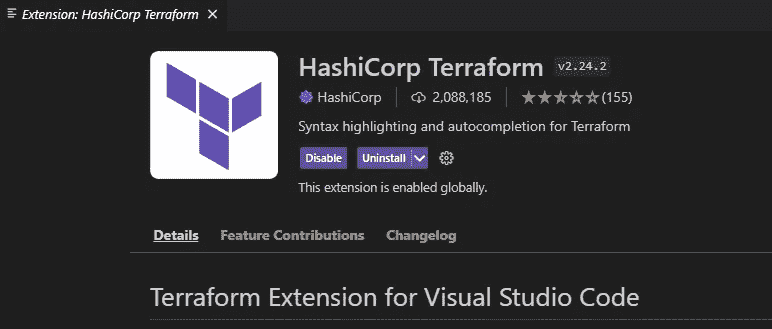 Extension: HashiCorp Terraform
HashiCorp Terraform v2.24.2
HashiCorp 2,088,185 (155)
Syntax highlighting and autocompletion for Terraform
Disable Uninstall
This extension is enabled globally.
Details Feature Contributions Changelog
Terraform Extension for Visual Studio Code